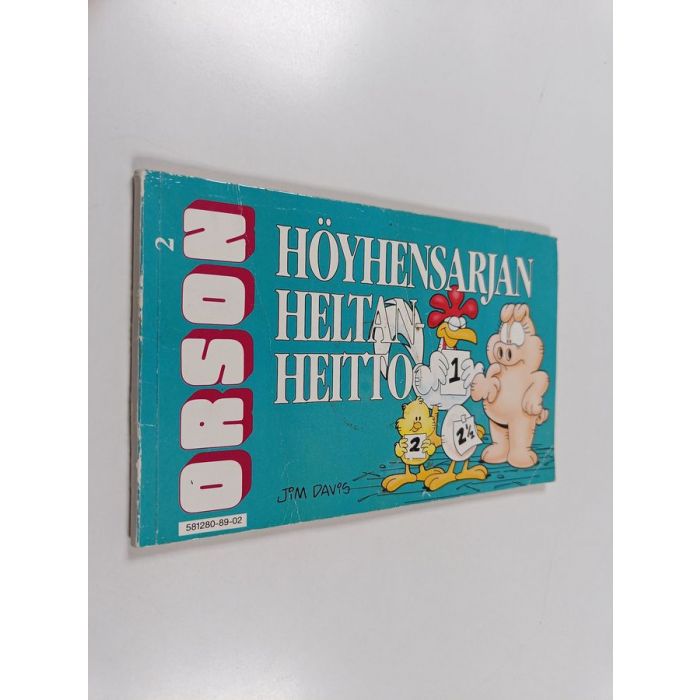 2
ORSON
HÖYHENSARJAN
HELTAN
HEITTO
1
2
2½
JIM DAVIS
581280-89-02